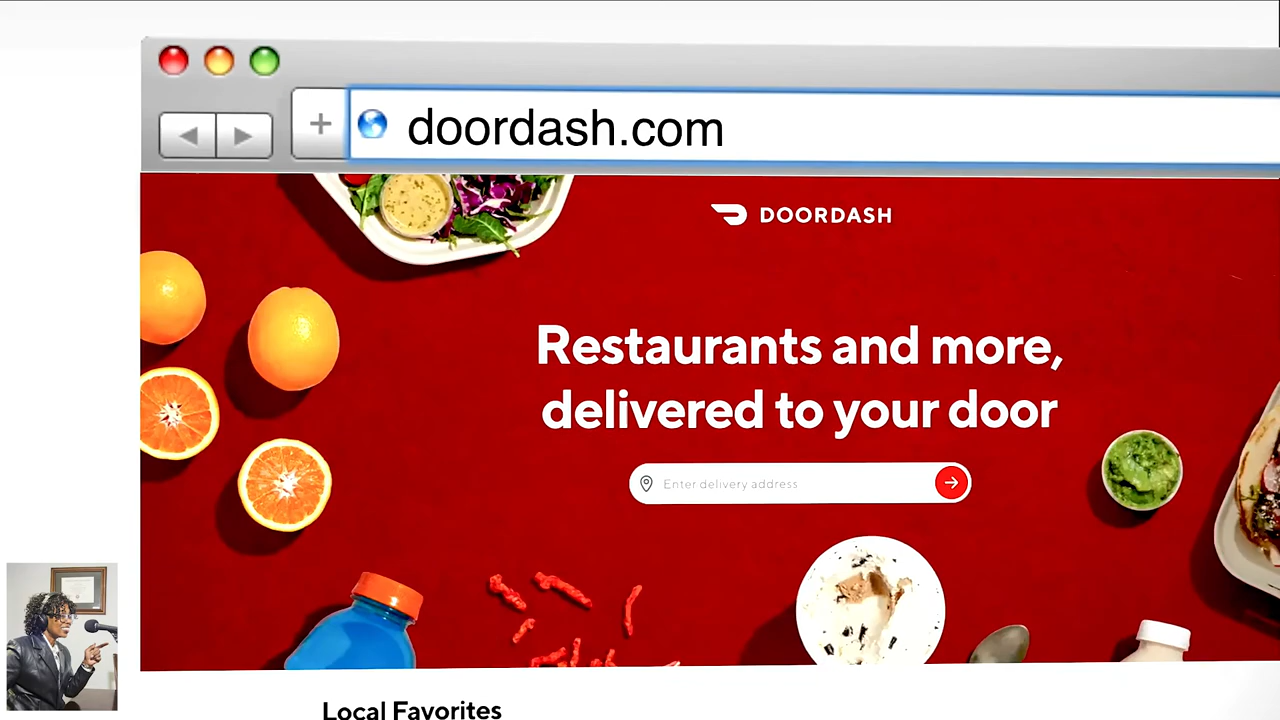 doordash.com
DOORDASH
Restaurants and more,
delivered to your door
Enter delivery address
Local Favorites